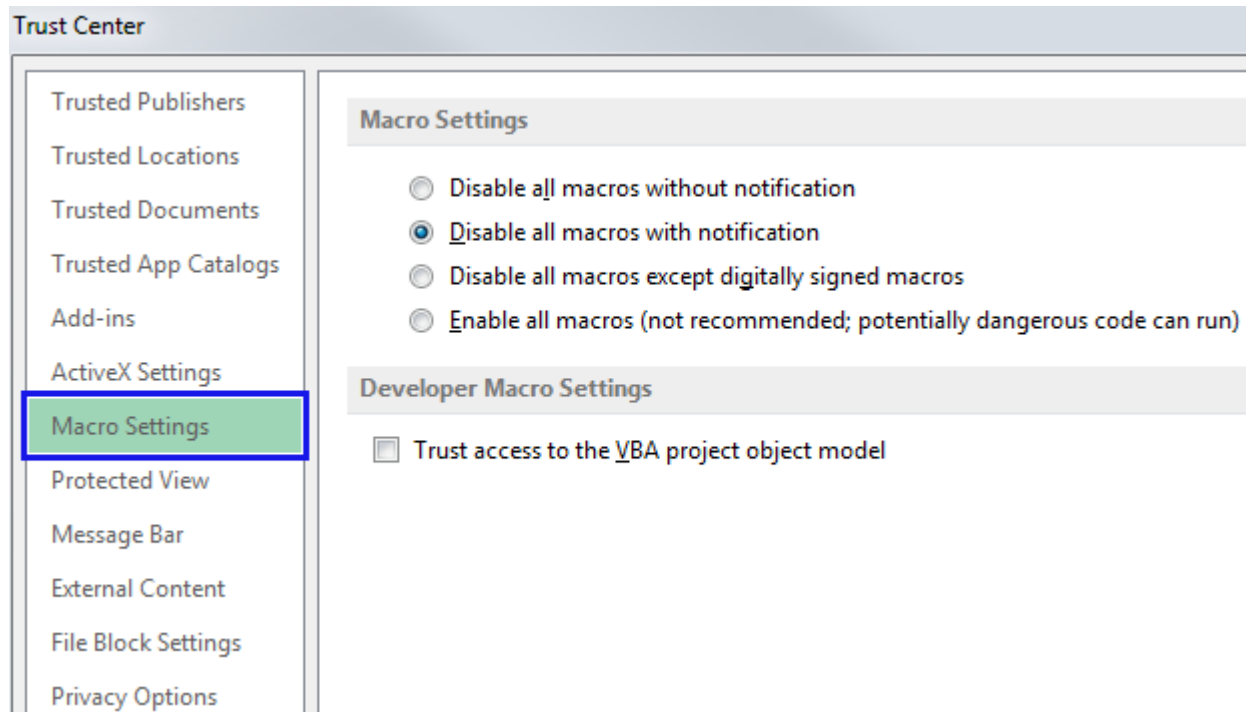 Trust Center
Trusted Publishers
Trusted Locations
Trusted Documents
Trusted App Catalogs
Add-ins
ActiveX Settings
Macro Settings
Protected View
Message Bar
External Content
File Block Settings
Privacy Options
Macro Settings
Disable all macros without notification
Disable all macros with notification
Disable all macros except digitally signed macros
Enable all macros (not recommended; potentially dangerous code can run)
Developer Macro Settings
Trust access to the VBA project object model